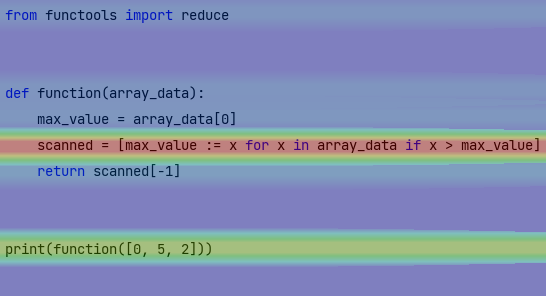 from functools import reduce
def function(array_data):
    max_value = array_data[0]
    scanned = [max_value := x for x in array_data if x > max_value]
    return scanned[-1]
print(function([0, 5, 2]))